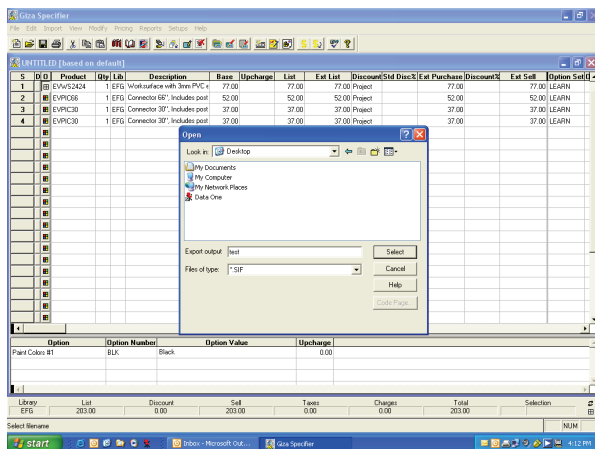 Giza Specifier
File Edit Import View Modify Pricing Reports Setups Help
UNTITLED [based on default]
S D O Product Qty Lib Description Base Upcharge List Ext List Discount Std Disc% Ext Purchase Discount% Ext Sell Option Set
1 EVWS2424 1 EFG Worksurface with 3mm PVC e 77.00 77.00 77.00 Project 77.00 77.00 LEARN
2 EVPIC66 1 EFG Connector 66", Includes post 52.00 52.00 52.00 Project 52.00 52.00 LEARN
3 EVPIC30 1 EFG Connector 30", Includes post 37.00 37.00 37.00 Project 37.00 37.00 LEARN
4 EVPIC30 1 EFG Connector 30", Includes post 37.00 37.00 37.00 Project 37.00 37.00 LEARN
Open
Look in: Desktop
My Documents
My Computer
My Network Places
Data One
Export output test Select
Files of type: *.SIF Cancel
Help
Code Page...
Option Option Number Option Value Upcharge
Paint Colors #1 BLK Black 0.00
Library List Discount Sell Taxes Charges Total Selection
EFG 203.00 0.00 203.00 0.00 0.00 203.00
Select filename NUM
start Inbox - Microsoft Out... Giza Specifier 4:12 PM